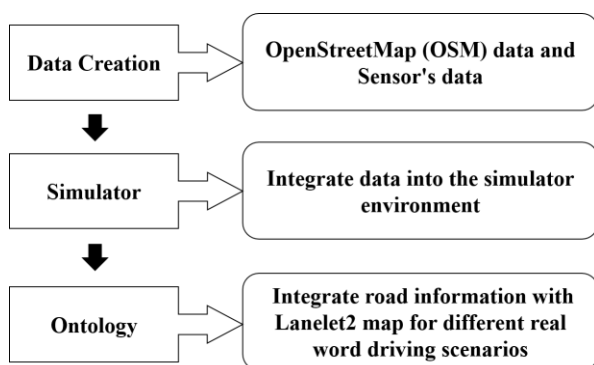 Data Creation
OpenStreetMap (OSM) data and
Sensor's data
Simulator
Integrate data into the simulator
environment
Ontology
Integrate road information with
Lanelet2 map for different real
word driving scenarios